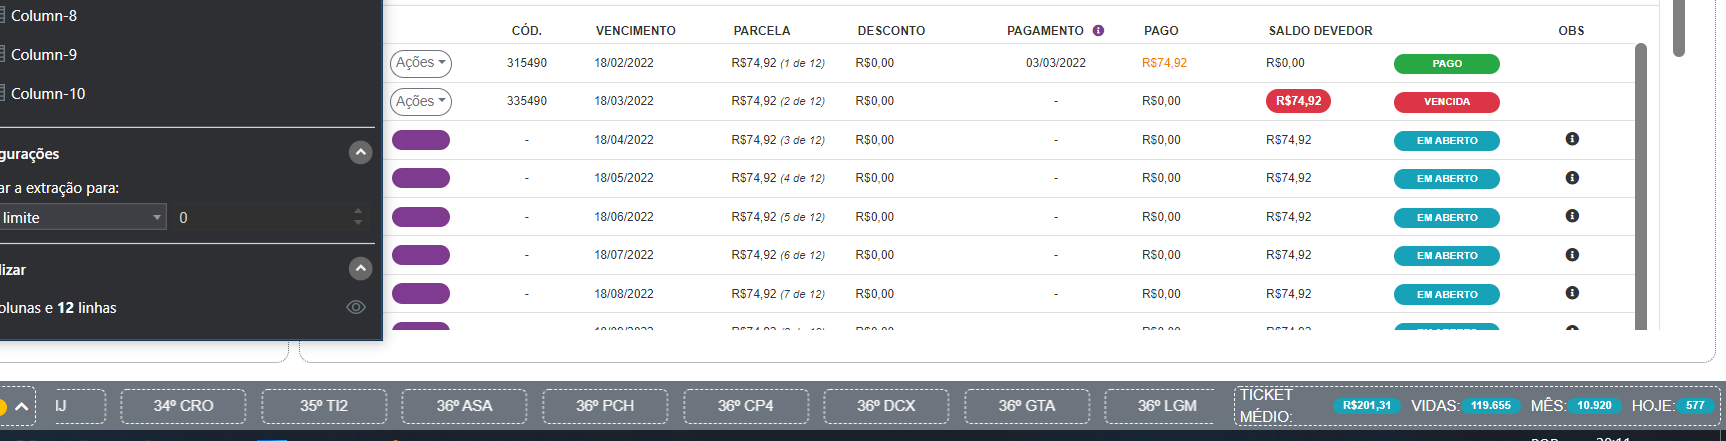 Column-8
Column-9
Column-10
gurações
ar a extração para:
limite 0
lizar
olunas e 12 linhas
CÓD. VENCIMENTO PARCELA DESCONTO PAGAMENTO PAGO SALDO DEVEDOR OBS
Ações 315490 18/02/2022 R$74,92 (1 de 12) R$0,00 03/03/2022 R$74,92 R$0,00 PAGO
Ações 335490 18/03/2022 R$74,92 (2 de 12) R$0,00 - R$0,00 R$74,92 VENCIDA
- 18/04/2022 R$74,92 (3 de 12) R$0,00 - R$0,00 R$74,92 EM ABERTO
- 18/05/2022 R$74,92 (4 de 12) R$0,00 - R$0,00 R$74,92 EM ABERTO
- 18/06/2022 R$74,92 (5 de 12) R$0,00 - R$0,00 R$74,92 EM ABERTO
- 18/07/2022 R$74,92 (6 de 12) R$0,00 - R$0,00 R$74,92 EM ABERTO
- 18/08/2022 R$74,92 (7 de 12) R$0,00 - R$0,00 R$74,92 EM ABERTO
IJ 34º CRO 35º TI2 36º ASA 36º PCH 36º CP4 36º DCX 36º GTA 36º LGM
TICKET
MÉDIO: R$201,31 VIDAS: 119.655 MÊS: 10.920 HOJE: 577